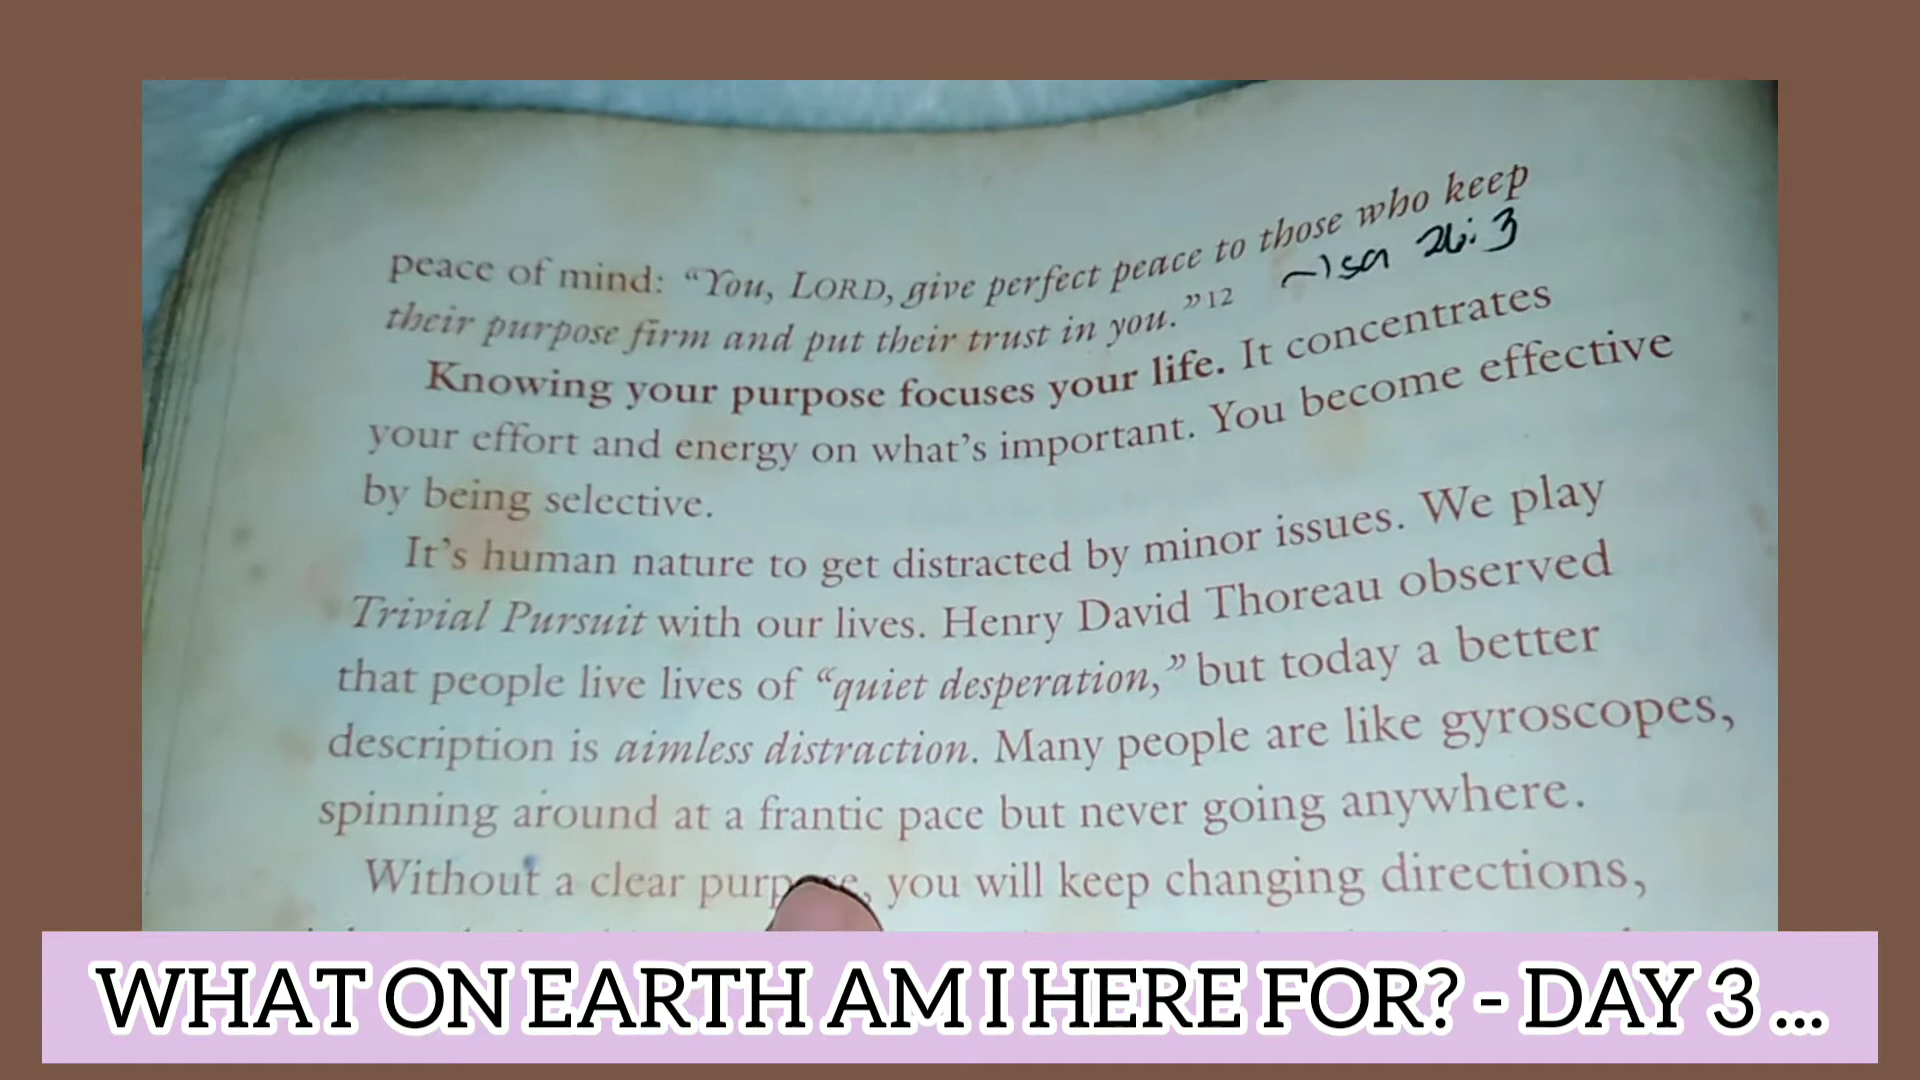 peace of mind: “You, LORD, give perfect peace to those who keep
~Isa 26:3
their purpose firm and put their trust in you.”12
Knowing your purpose focuses your life. It concentrates
your effort and energy on what’s important. You become effective
by being selective.
It’s human nature to get distracted by minor issues. We play
Trivial Pursuit with our lives. Henry David Thoreau observed
that people live lives of “quiet desperation,” but today a better
description is aimless distraction. Many people are like gyroscopes,
spinning around at a frantic pace but never going anywhere.
Without a clear purpose, you will keep changing directions,
WHAT ON EARTH AM I HERE FOR? - DAY 3 ...